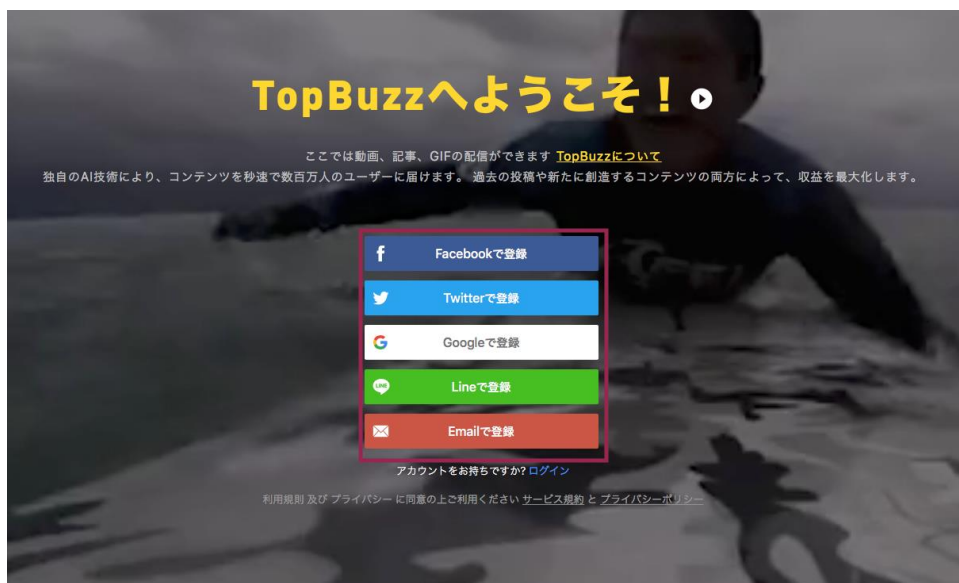 TopBuzzへようこそ！
ここでは動画、記事、GIFの配信ができます TopBuzzについて
独自のAI技術により、コンテンツを秒速で数百万人のユーザーに届けます。 過去の投稿や新たに創造するコンテンツの両方によって、収益を最大化します。
Facebookで登録
Twitterで登録
Googleで登録
LINE Lineで登録
Emailで登録
アカウントをお持ちですか? ログイン
利用規則 及び プライバシー に同意の上ご利用ください サービス規約 と プライバシーポリシー